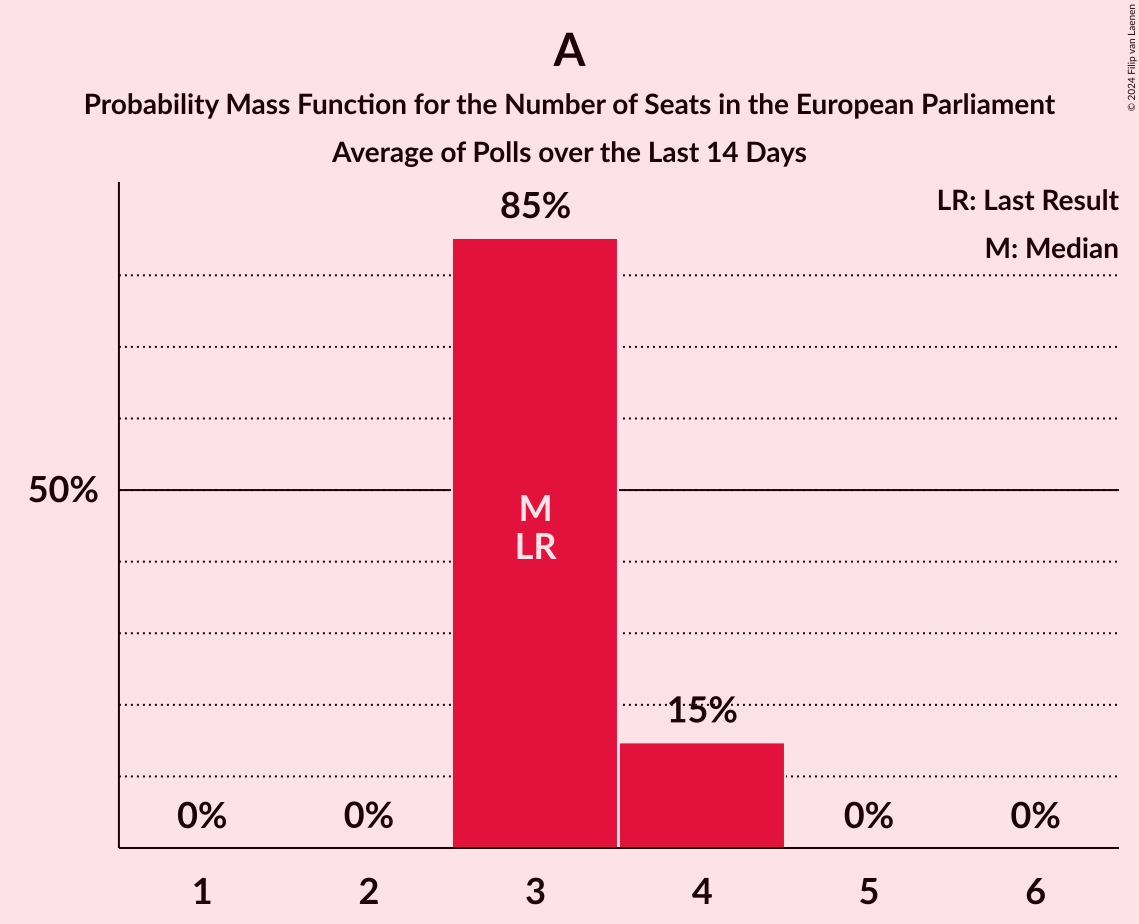 A
Probability Mass Function for the Number of Seats in the European Parliament
Average of Polls over the Last 14 Days
© 2024 Filip van Laenen
LR: Last Result
M: Median
85%
50%
M
LR
15%
0%
0%
0%
0%
1
2
3
4
5
6